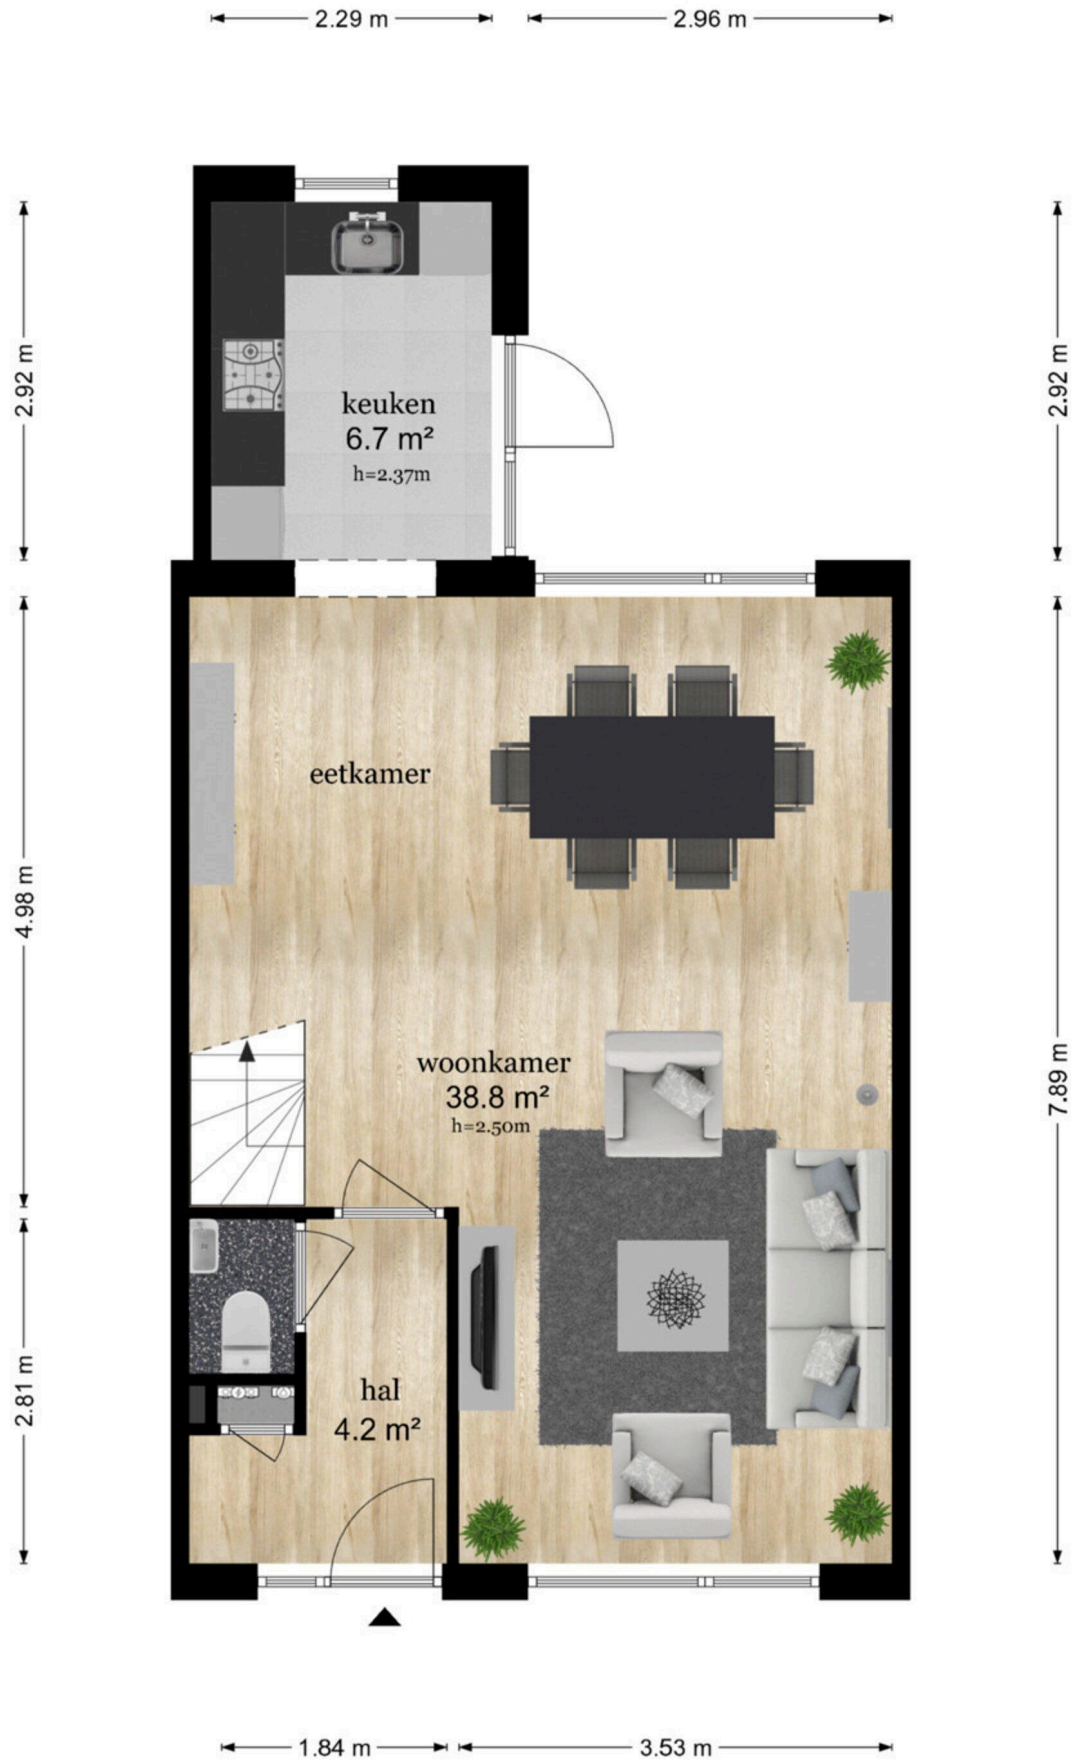 2.29 m
2.96 m
2.92 m
2.92 m
keuken
6.7 m²
h=2.37m
eetkamer
4.98 m
7.89 m
woonkamer
38.8 m²
h=2.50m
2.81 m
hal
4.2 m²
1.84 m
3.53 m